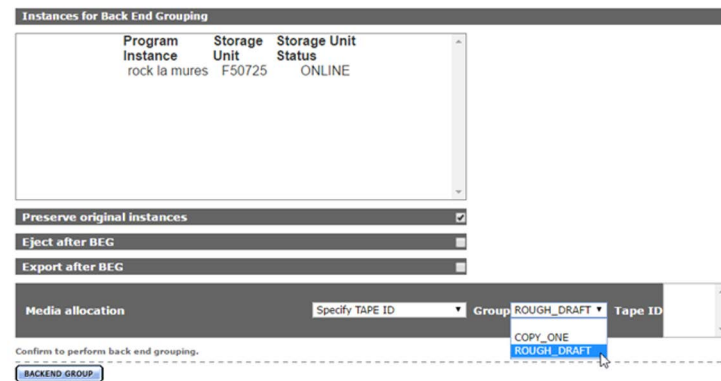 Instances for Back End Grouping
Program Instance Storage Unit Storage Unit Status
rock la mures F50725 ONLINE
Preserve original instances
Eject after BEG
Export after BEG
Media allocation Specify TAPE ID Group ROUGH_DRAFT Tape ID
COPY_ONE
ROUGH_DRAFT
Confirm to perform back end grouping.
BACKEND GROUP